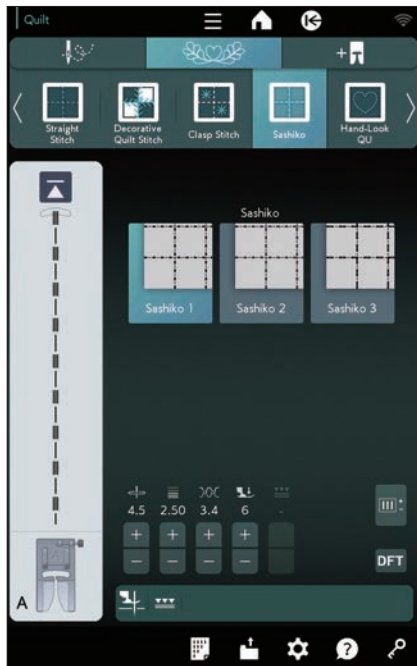 Quilt
Straight
Stitch
Decorative
Quilt Stitch
Clasp Stitch
Sashiko
Hand-Look
QU
Sashiko
Sashiko 1
Sashiko 2
Sashiko 3
4.5 2.50 3.4 6 -
+ + + +
− − − −
DFT
A